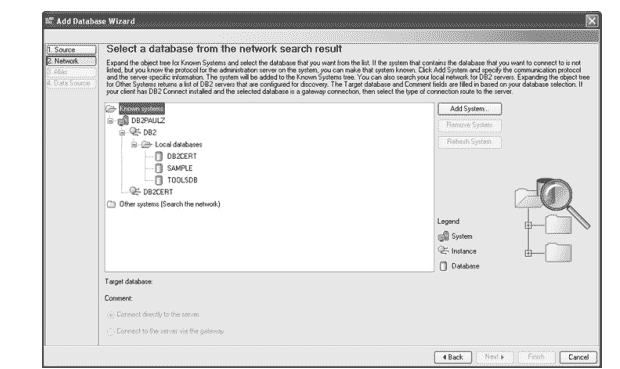 Add Database Wizard
1. Source
2. Network
3. Alias
4. Data Source
Select a database from the network search result
Expand the object tree for Known Systems and select the database that you want from the list. If the system that contains the database that you want to connect to is not
listed, but you know the protocol for the administration server on the system, you can make that system known. Click Add System and specify the communication protocol
and the server-specific information. The system will be added to the Known Systems tree. You can also search your local network for DB2 servers. Expanding the object tree
for Other Systems returns a list of DB2 servers that are configured for discovery. The Target database and Comment fields are filled in based on your database selection. If
your client has DB2 Connect installed and the selected database is a gateway connection, then select the type of connection route to the server.
Known systems
DB2PAULZ
DB2
Local databases
DB2CERT
SAMPLE
TOOLSDB
DB2CERT
Other systems (Search the network)
Add System...
Remove System
Refresh System
Legend
System
Instance
Database
Target database:
Comment:
Connect directly to the server
Connect to the server via the gateway
Back
Next
Finish
Cancel